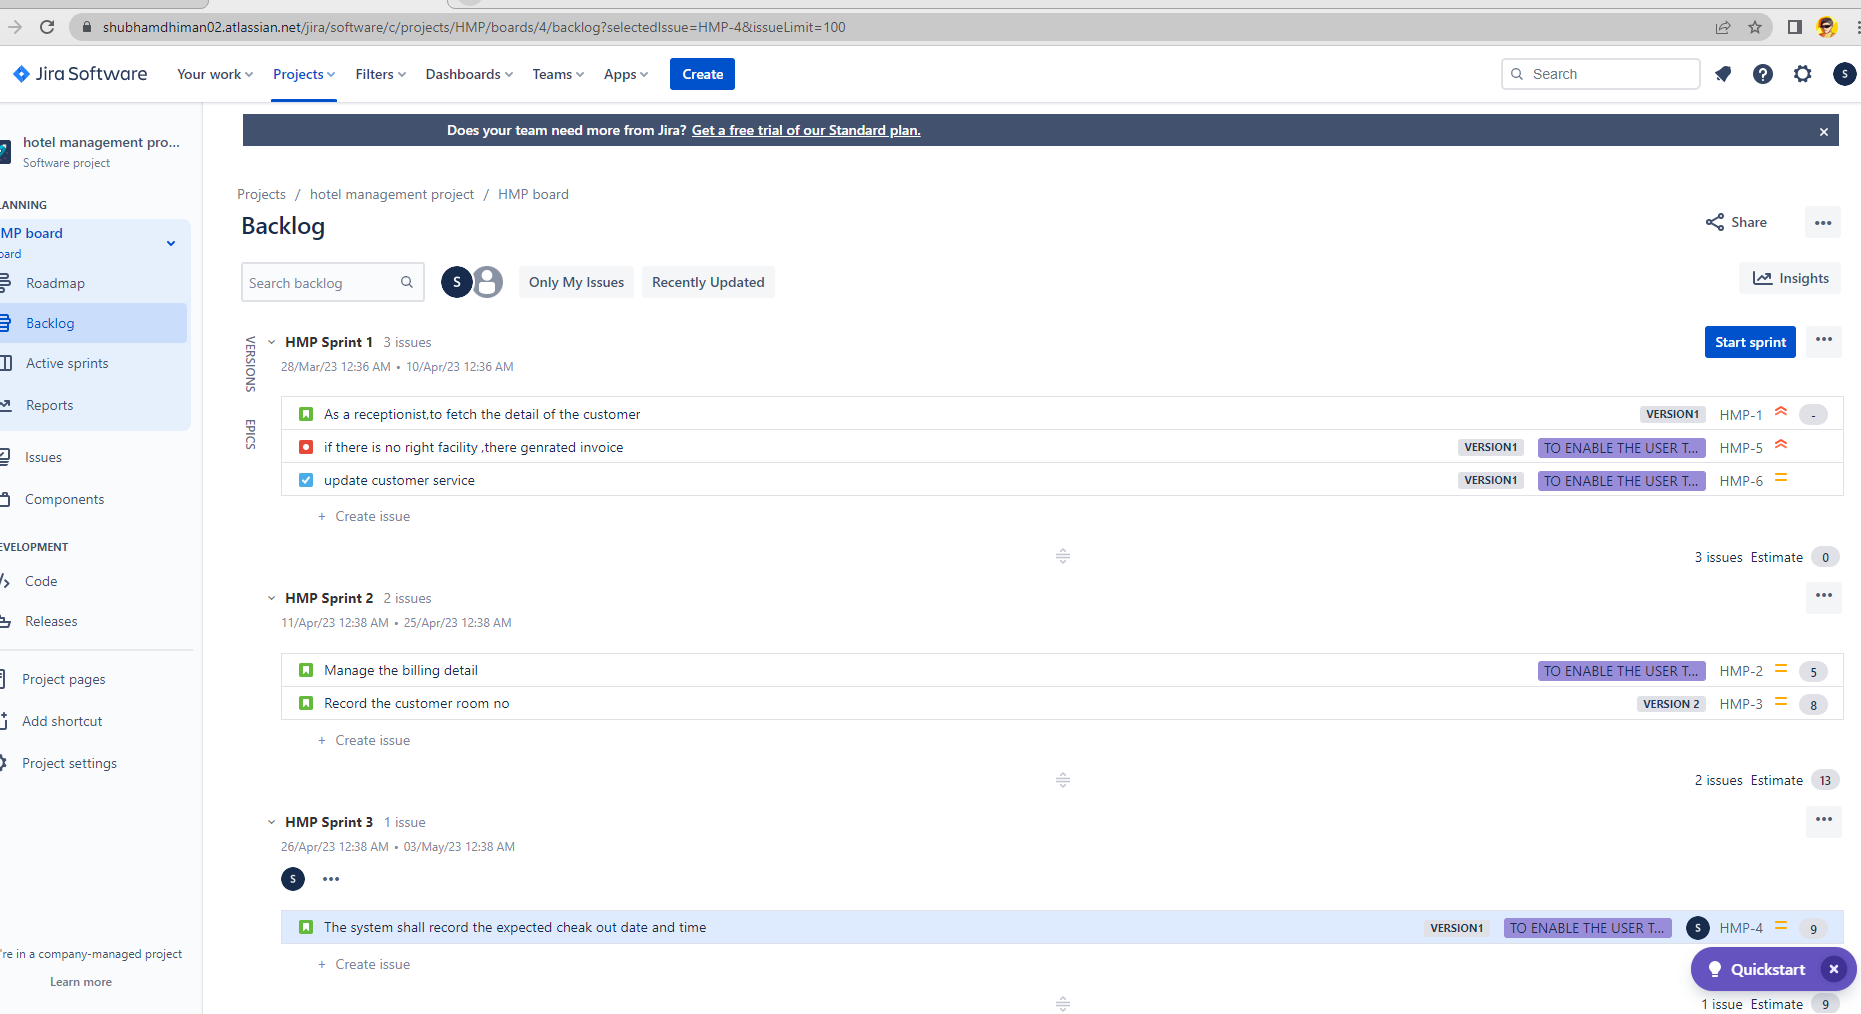 shubhamdhiman02.atlassian.net/jira/software/c/projects/HMP/boards/4/backlog?selectedIssue=HMP-4&issueLimit=100
Jira Software Your work Projects Filters Dashboards Teams Apps Create Search S
Does your team need more from Jira? Get a free trial of our Standard plan.
hotel management pro...
Software project
Projects / hotel management project / HMP board
Backlog
Share
ANNING
MP board
oard
Roadmap
Backlog
Active sprints
Reports
Issues
Components
EVELOPMENT
Code
Releases
Project pages
Add shortcut
Project settings
're in a company-managed project
Learn more
Search backlog S Only My Issues Recently Updated Insights
VERSIONS
EPICS
HMP Sprint 1 3 issues Start sprint
28/Mar/23 12:36 AM • 10/Apr/23 12:36 AM
As a receptionist,to fetch the detail of the customer VERSION1 HMP-1 -
if there is no right facility ,there genrated invoice VERSION1 TO ENABLE THE USER T... HMP-5
update customer service VERSION1 TO ENABLE THE USER T... HMP-6
+ Create issue
3 issues Estimate 0
HMP Sprint 2 2 issues
11/Apr/23 12:38 AM • 25/Apr/23 12:38 AM
Manage the billing detail TO ENABLE THE USER T... HMP-2 5
Record the customer room no VERSION 2 HMP-3 8
+ Create issue
2 issues Estimate 13
HMP Sprint 3 1 issue
26/Apr/23 12:38 AM • 03/May/23 12:38 AM
S
The system shall record the expected cheak out date and time VERSION1 TO ENABLE THE USER T... S HMP-4 9
+ Create issue
Quickstart
1 issue Estimate 9